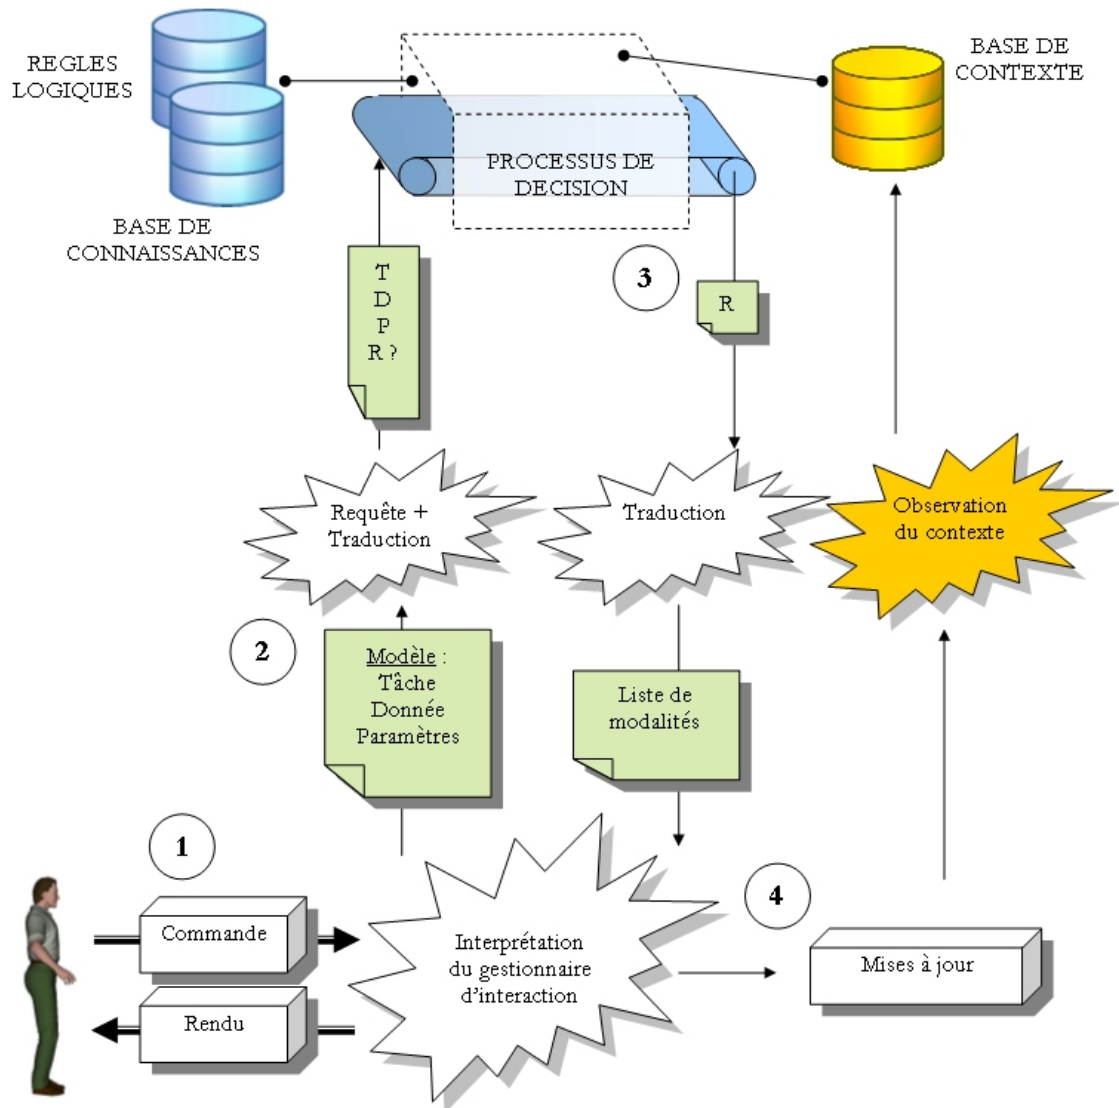 REGLES
LOGIQUES
BASE DE
CONNAISSANCES
PROCESSUS DE
DECISION
BASE DE
CONTEXTE
T
D
P
R ?
3
R
Requête +
Traduction
Traduction
Observation
du contexte
2
Modèle :
Tâche
Donnée
Paramètres
Liste de
modalités
1
Commande
Rendu
Interprétation
du gestionnaire
d'interaction
4
Mises à jour